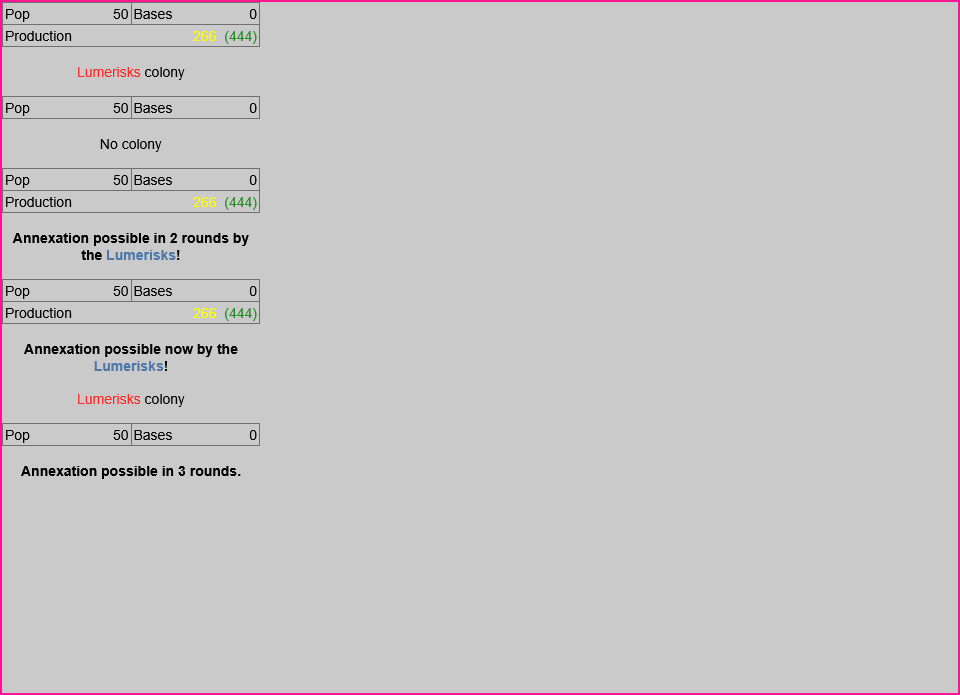 Pop 50 Bases 0
Production 266 (444)
Lumerisks colony
Pop 50 Bases 0
No colony
Pop 50 Bases 0
Production 266 (444)
Annexation possible in 2 rounds by
the Lumerisks!
Pop 50 Bases 0
Production 266 (444)
Annexation possible now by the
Lumerisks!
Lumerisks colony
Pop 50 Bases 0
Annexation possible in 3 rounds.